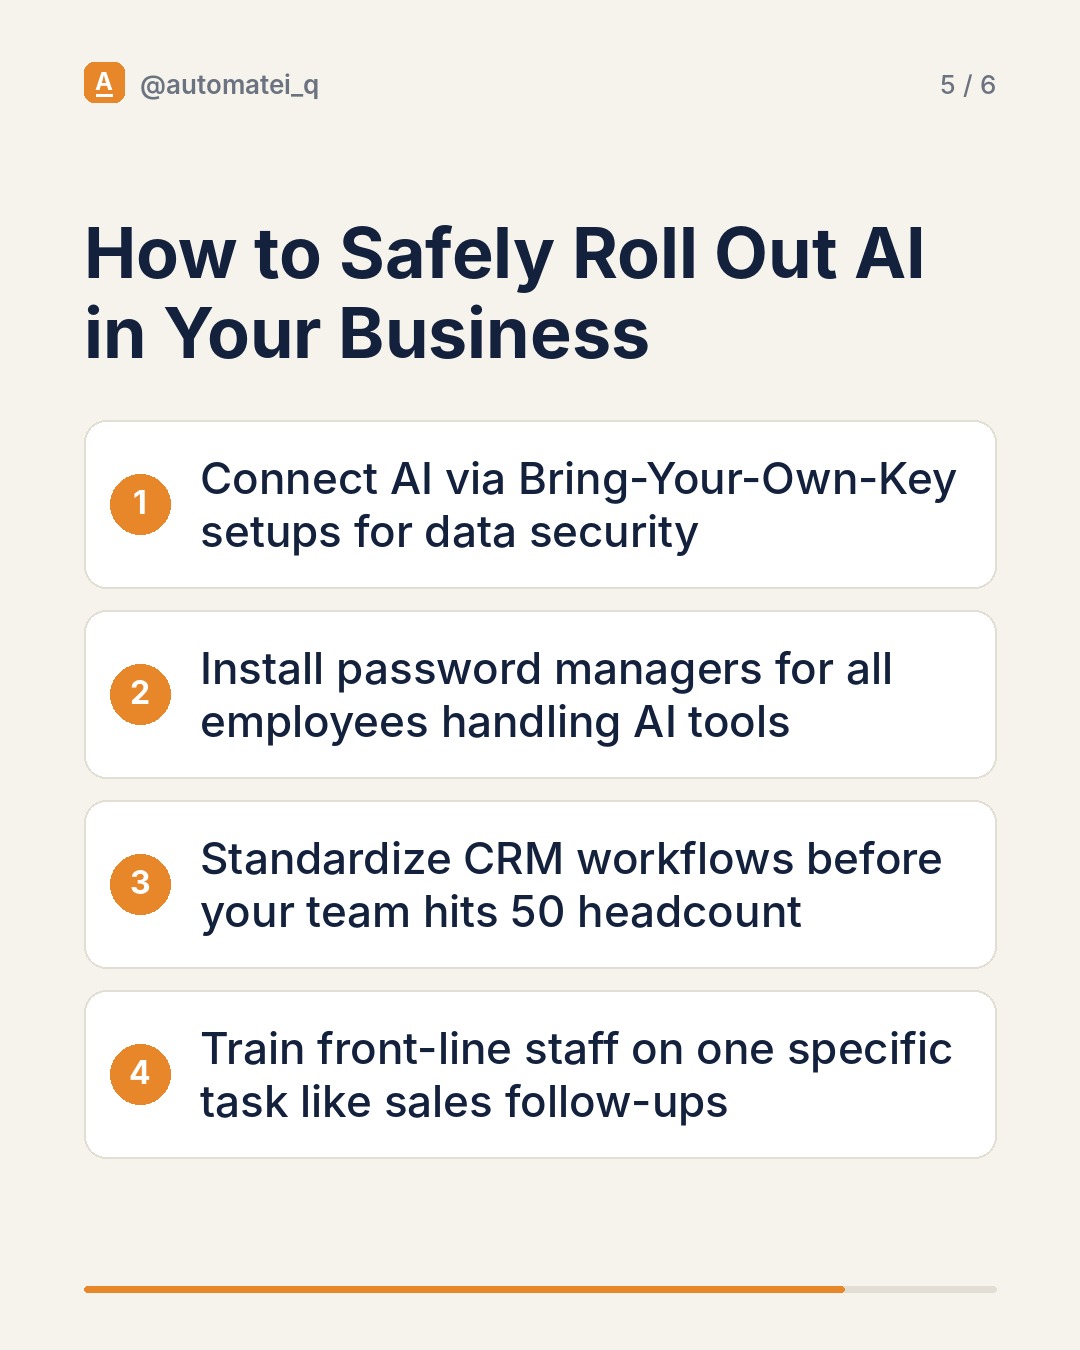 A
@automatei_q
5 / 6
How to Safely Roll Out AI
in Your Business
1
Connect AI via Bring-Your-Own-Key
setups for data security
2
Install password managers for all
employees handling AI tools
3
Standardize CRM workflows before
your team hits 50 headcount
4
Train front-line staff on one specific
task like sales follow-ups